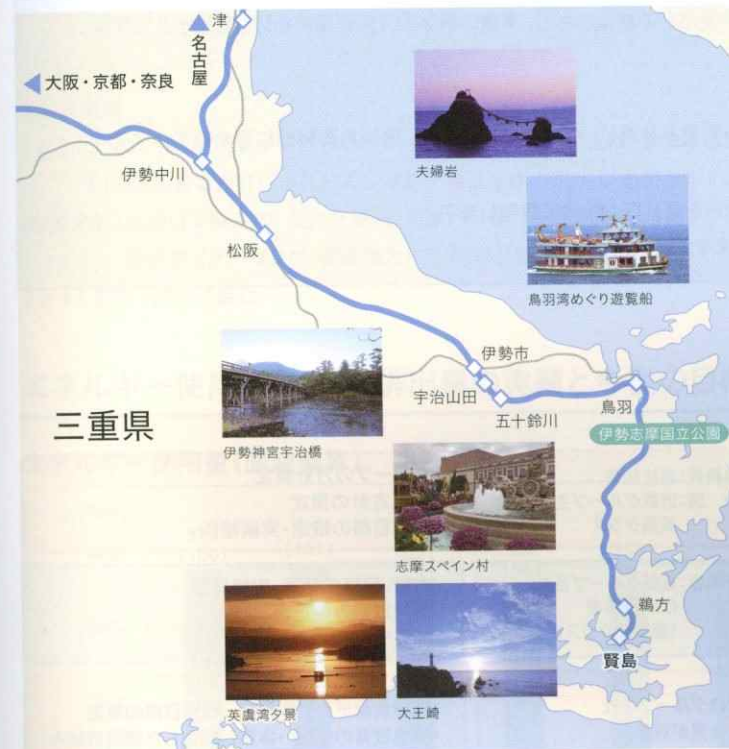 津
名古屋
大阪・京都・奈良
伊勢中川
夫婦岩
松阪
鳥羽湾めぐり遊覧船
伊勢市
宇治山田
五十鈴川
鳥羽
三重県
伊勢神宮宇治橋
伊勢志摩国立公園
志摩スペイン村
鵜方
賢島
英虞湾夕景
大王崎